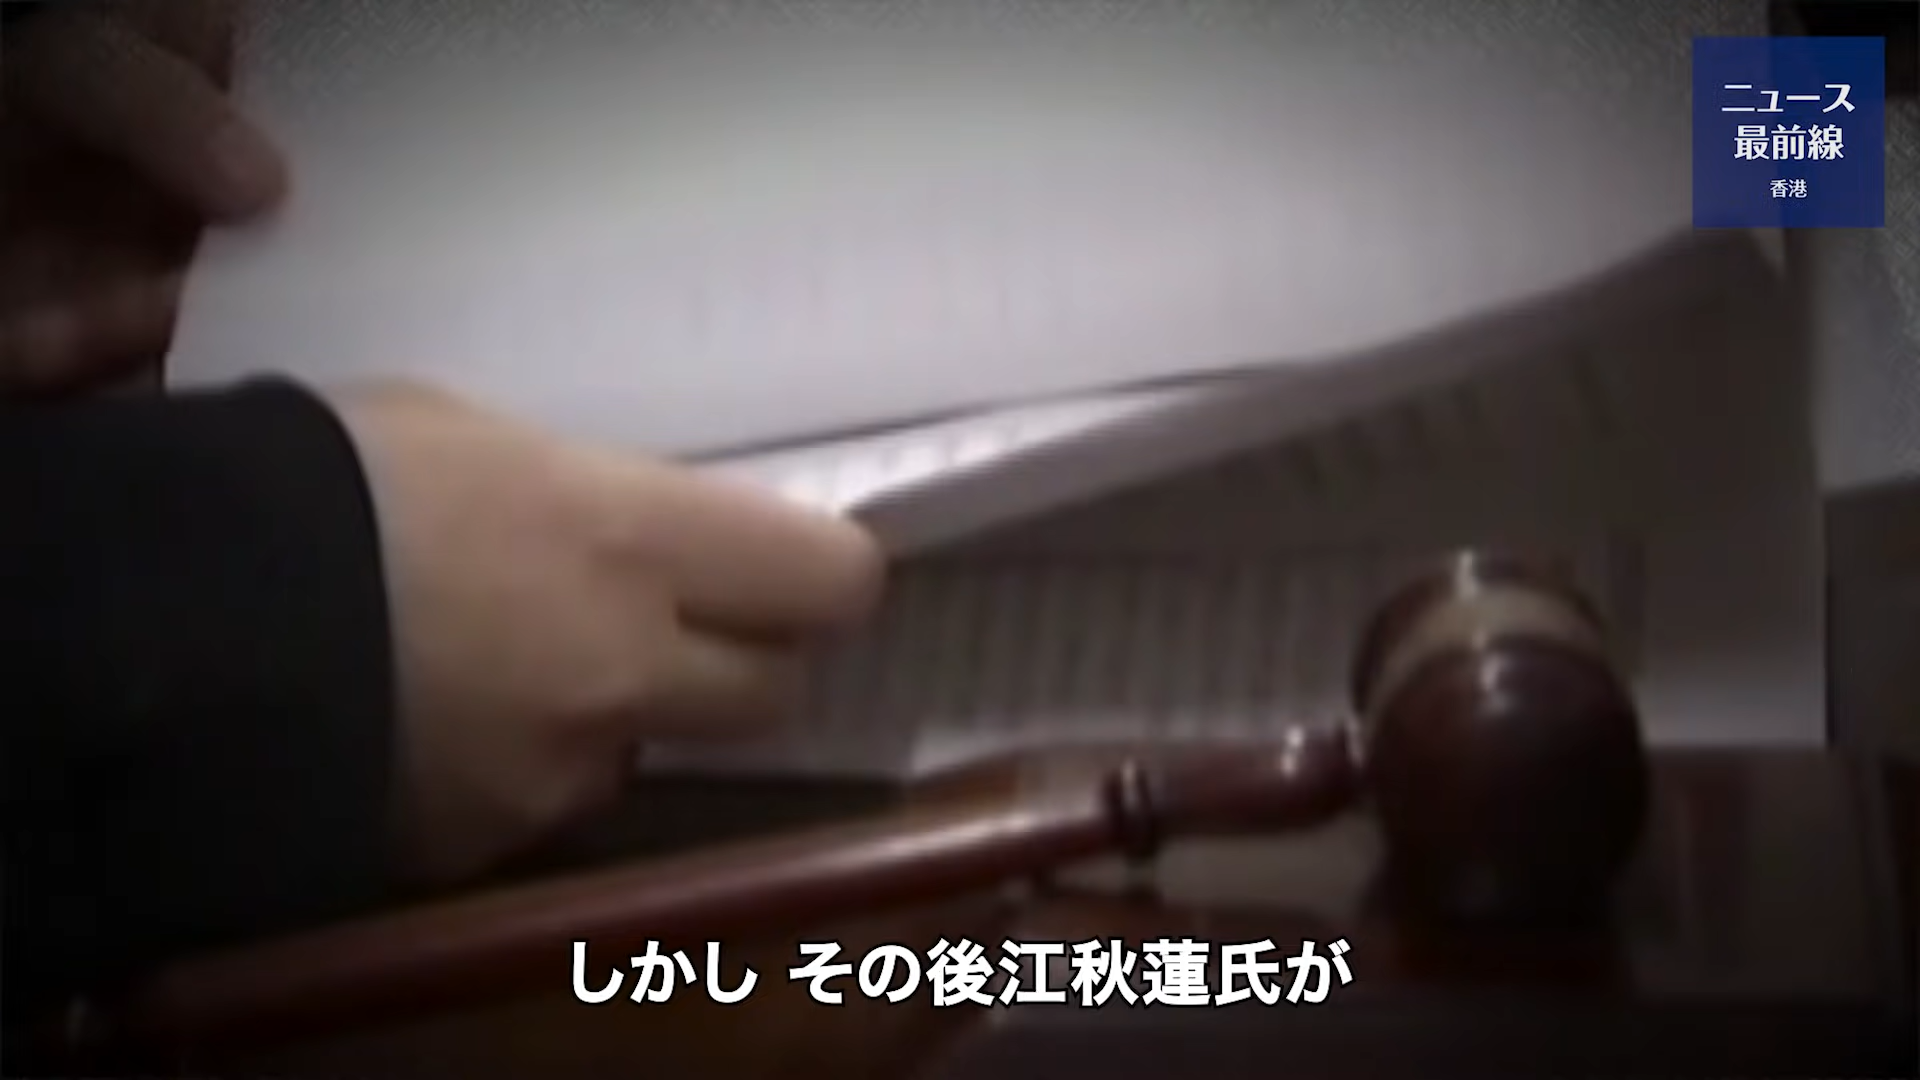 ニュース
最前線
香港
しかし その後江秋蓮氏が